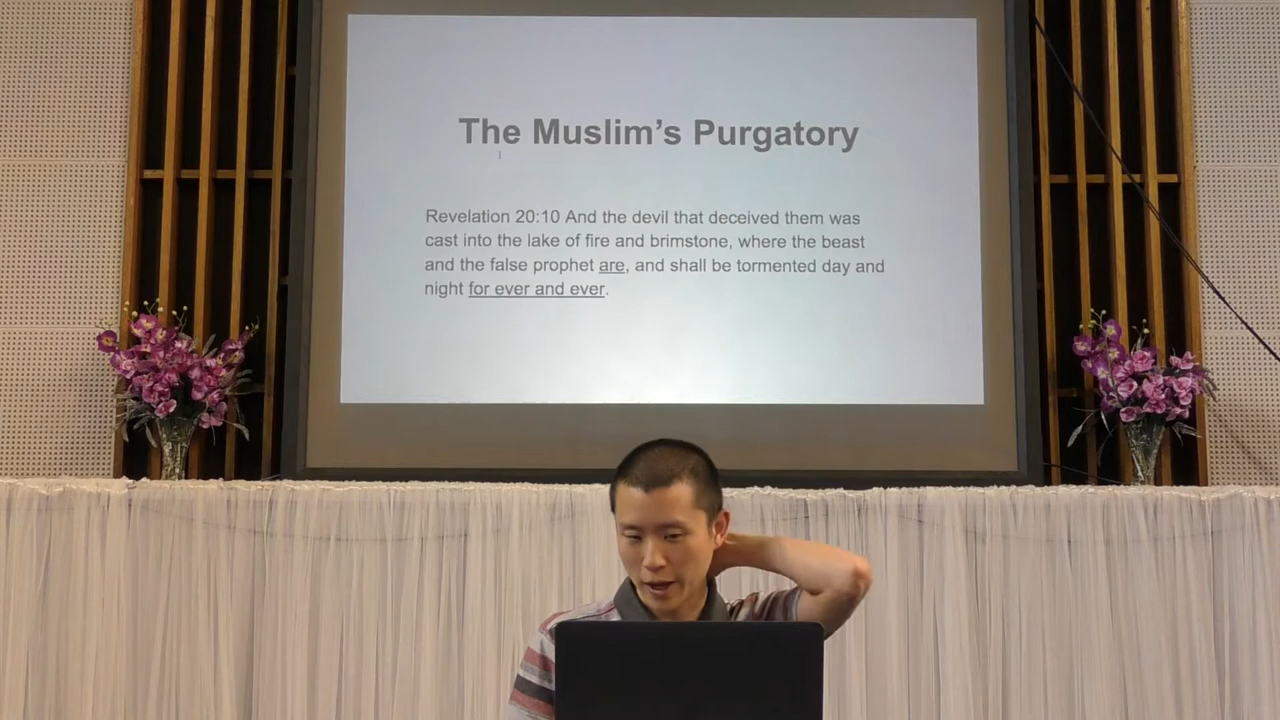 The Muslim’s Purgatory
Revelation 20:10 And the devil that deceived them was
cast into the lake of fire and brimstone, where the beast
and the false prophet are, and shall be tormented day and
night for ever and ever.